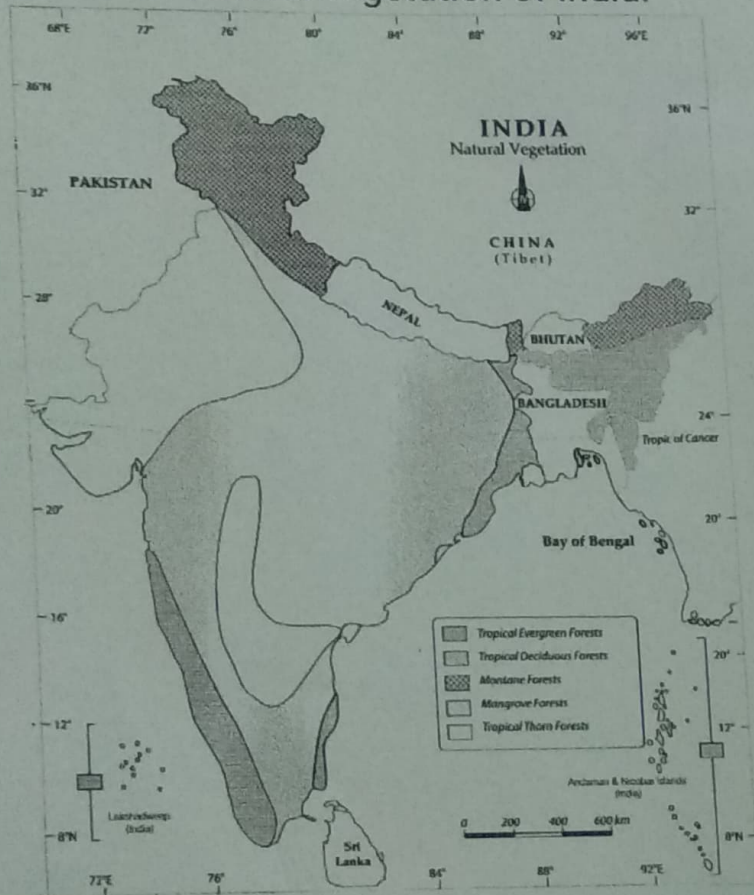 of India.
68°E 72° 76° 80° 84° 88° 92° 96°E
36°N
36°N
INDIA
Natural Vegetation
PAKISTAN
32°
32°
CHINA
(Tibet)
28°
NEPAL
BHUTAN
BANGLADESH
24°
Tropic of Cancer
20°
20°
Bay of Bengal
16°
Tropical Evergreen Forests
Tropical Deciduous Forests
Montane Forests
Mangrove Forests
Tropical Thorn Forests
20°
12°
12°
Andaman & Nicobar Islands
(India)
Lakshadweep
(India)
0 200 400 600 km
8°N
8°N
Sri
Lanka
72°E 76° 84° 88° 92°E